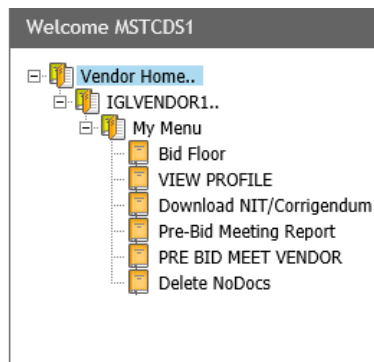 Welcome MSTCDS1
Vendor Home..
IGLVENDOR1..
My Menu
Bid Floor
VIEW PROFILE
Download NIT/Corrigendum
Pre-Bid Meeting Report
PRE BID MEET VENDOR
Delete NoDocs